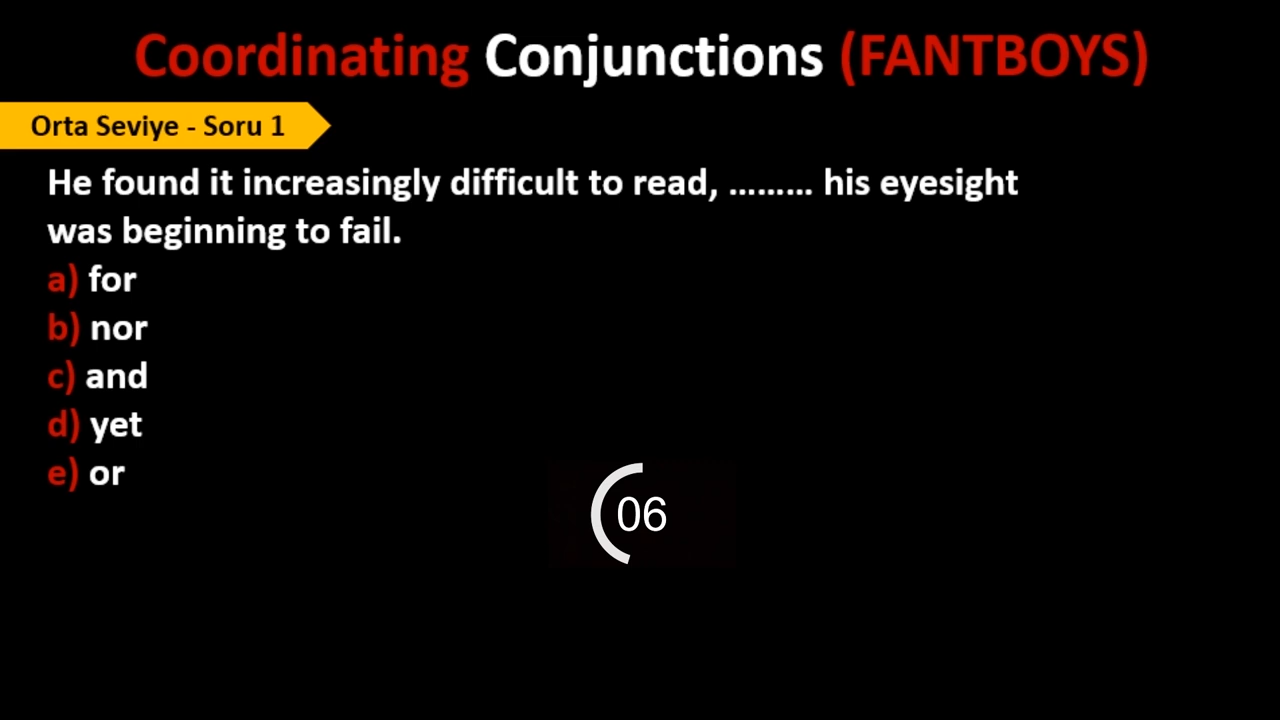 Coordinating Conjunctions (FANTBOYS)
Orta Seviye - Soru 1
He found it increasingly difficult to read, ......... his eyesight
was beginning to fail.
a) for
b) nor
c) and
d) yet
e) or
06